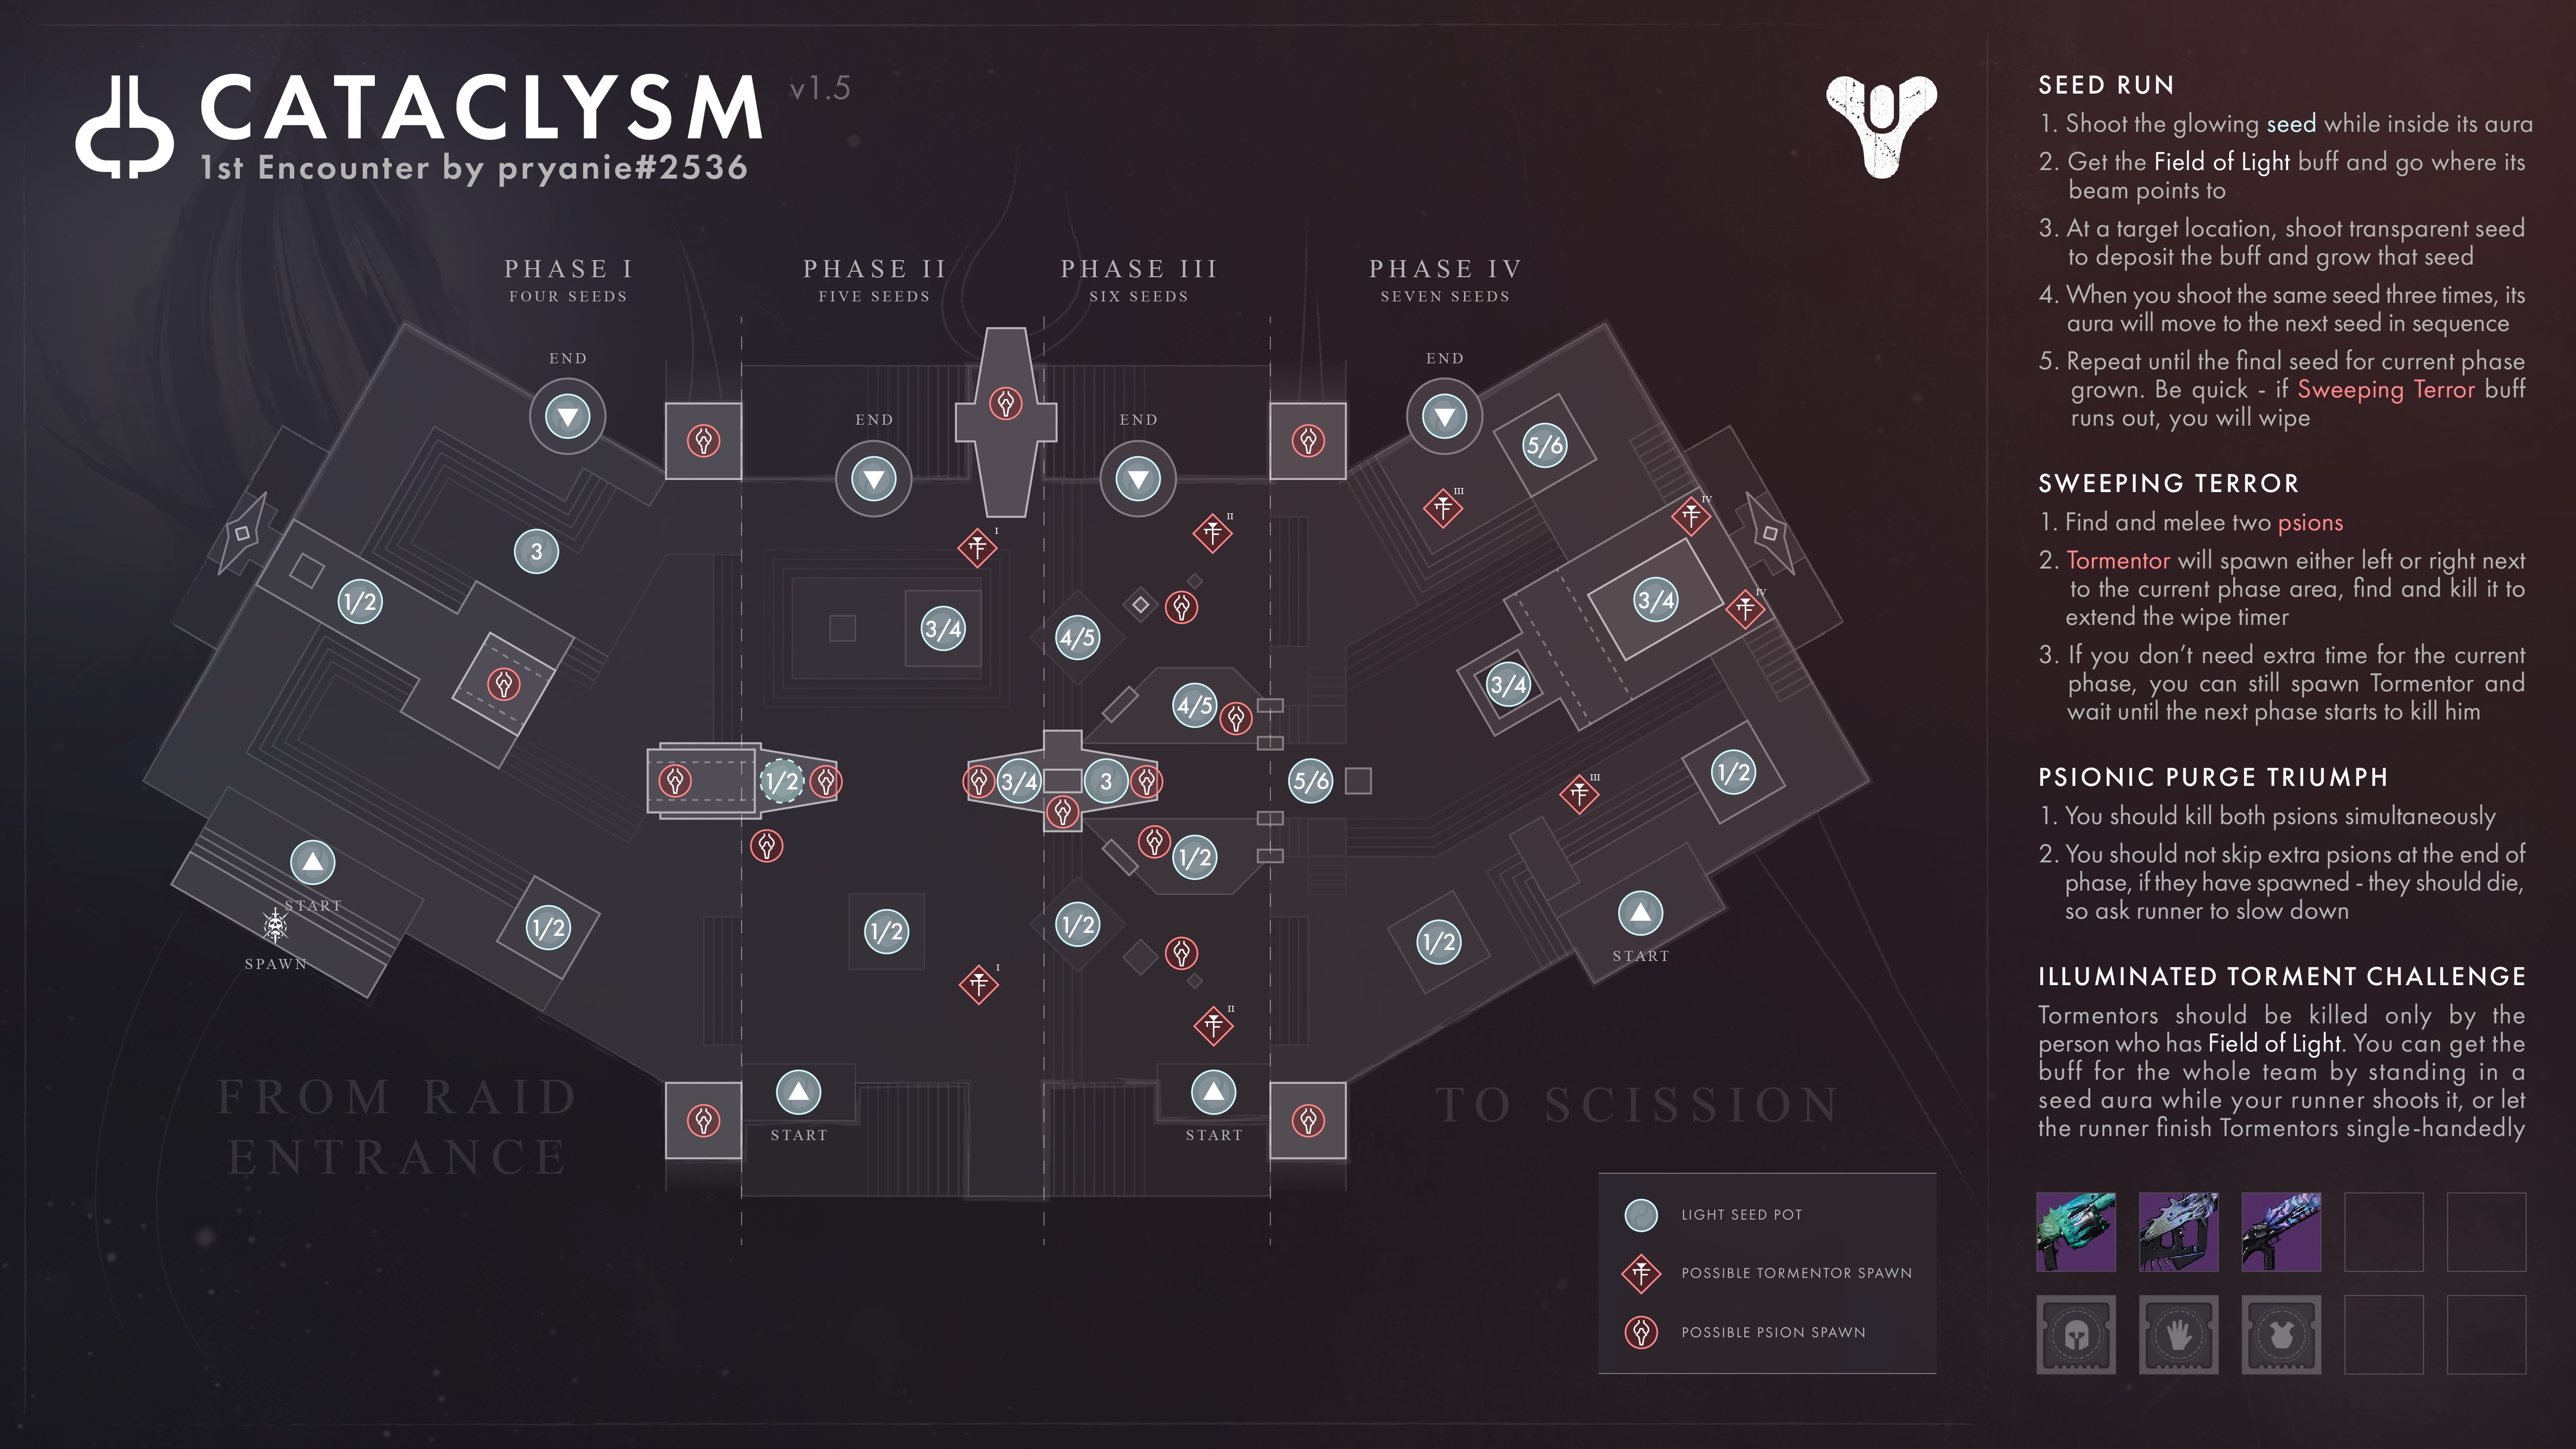 CATACLYSM
v1.5
1st Encounter by pryanie#2536
PHASE I
FOUR SEEDS
PHASE II
FIVE SEEDS
PHASE III
SIX SEEDS
PHASE IV
SEVEN SEEDS
END
END
END
END
5/6
III
IV
I
II
3
1/2
3/4
4/5
3/4
IV
3/4
4/5
1/2
3/4
3
5/6
1/2
III
START
SPAWN
1/2
1/2
I
1/2
1/2
II
1/2
START
START
START
FROM RAID
ENTRANCE
TO SCISSION
LIGHT SEED POT
POSSIBLE TORMENTOR SPAWN
POSSIBLE PSION SPAWN
SEED RUN
1. Shoot the glowing seed while inside its aura
2. Get the Field of Light buff and go where its
beam points to
3. At a target location, shoot transparent seed
to deposit the buff and grow that seed
4. When you shoot the same seed three times, its
aura will move to the next seed in sequence
5. Repeat until the final seed for current phase
grown. Be quick - if Sweeping Terror buff
runs out, you will wipe
SWEEPING TERROR
1. Find and melee two psions
2. Tormentor will spawn either left or right next
to the current phase area, find and kill it to
extend the wipe timer
3. If you don't need extra time for the current
phase, you can still spawn Tormentor and
wait until the next phase starts to kill him
PSIONIC PURGE TRIUMPH
1. You should kill both psions simultaneously
2. You should not skip extra psions at the end of
phase, if they have spawned - they should die,
so ask runner to slow down
ILLUMINATED TORMENT CHALLENGE
Tormentors should be killed only by the
person who has Field of Light. You can get the
buff for the whole team by standing in a
seed aura while your runner shoots it, or let
the runner finish Tormentors single-handedly